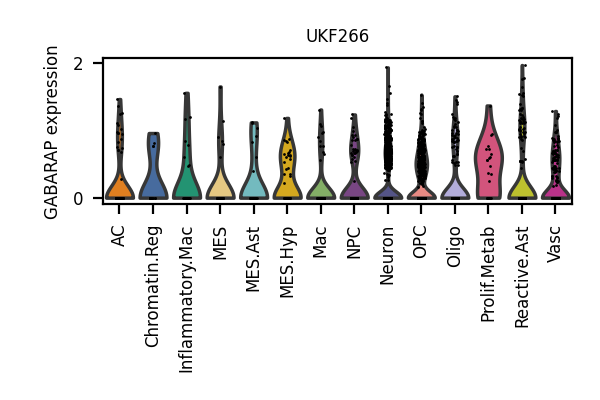 UKF266
GABARAP expression
2
0
AC
Chromatin.Reg
Inflammatory.Mac
MES
MES.Ast
MES.Hyp
Mac
NPC
Neuron
OPC
Oligo
Prolif.Metab
Reactive.Ast
Vasc